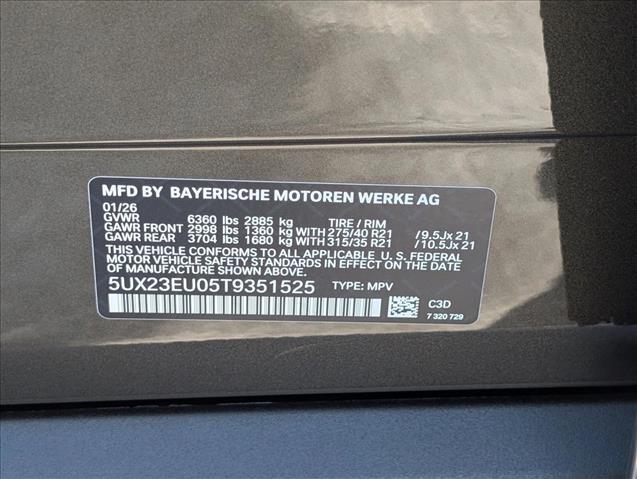 MFD BY BAYERISCHE MOTOREN WERKE AG
01/26
GVWR 6360 lbs 2885 kg TIRE / RIM
GAWR FRONT 2998 lbs 1360 kg WITH 275/40 R21 /9.5Jx 21
GAWR REAR 3704 lbs 1680 kg WITH 315/35 R21 /10.5Jx 21
THIS VEHICLE CONFORMS TO ALL APPLICABLE U. S. FEDERAL
MOTOR VEHICLE SAFETY STANDARDS IN EFFECT ON THE
DATE OF MANUFACTURE SHOWN ABOVE.
5UX23EU05T9351525 TYPE: MPV
C3D
7 320 729